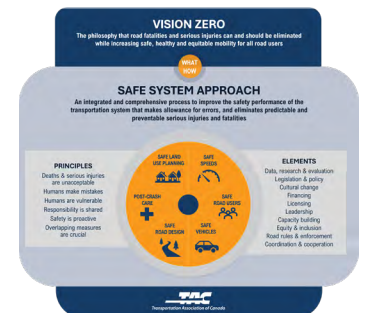 VISION ZERO
The philosophy that road fatalities and serious injuries can and should be eliminated
while increasing safe, healthy and equitable mobility for all road users
WHAT
HOW
SAFE SYSTEM APPROACH
An integrated and comprehensive process to improve the safety performance of the
transportation system that makes allowance for errors, and eliminates predictable and
preventable serious injuries and fatalities
PRINCIPLES
Deaths & serious injuries
are unacceptable
Humans make mistakes
Humans are vulnerable
Responsibility is shared
Safety is proactive
Overlapping measures
are crucial
SAFE LAND
USE PLANNING
SAFE
SPEEDS
POST-CRASH
CARE
SAFE
ROAD USERS
SAFE
ROAD DESIGN
SAFE
VEHICLES
ELEMENTS
Data, research & evaluation
Legislation & policy
Cultural change
Financing
Licensing
Leadership
Capacity building
Equity & inclusion
Road rules & enforcement
Coordination & cooperation
TAC
Transportation Association of Canada